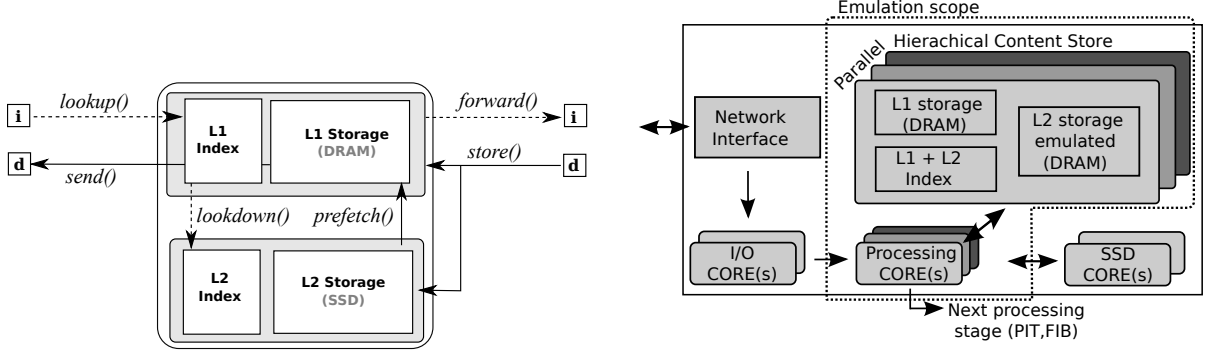 lookup()
forward()
i
i
L1
Index
L1 Storage
(DRAM)
d
d
send()
store()
lookdown()
prefetch()
L2
Index
L2 Storage
(SSD)
Emulation scope
Hierachical Content Store
Parallel
Network
Interface
L1 storage
(DRAM)
L1 + L2
Index
L2 storage
emulated
(DRAM)
I/O
CORE(s)
Processing
CORE(s)
SSD
CORE(s)
Next processing
stage (PIT,FIB)